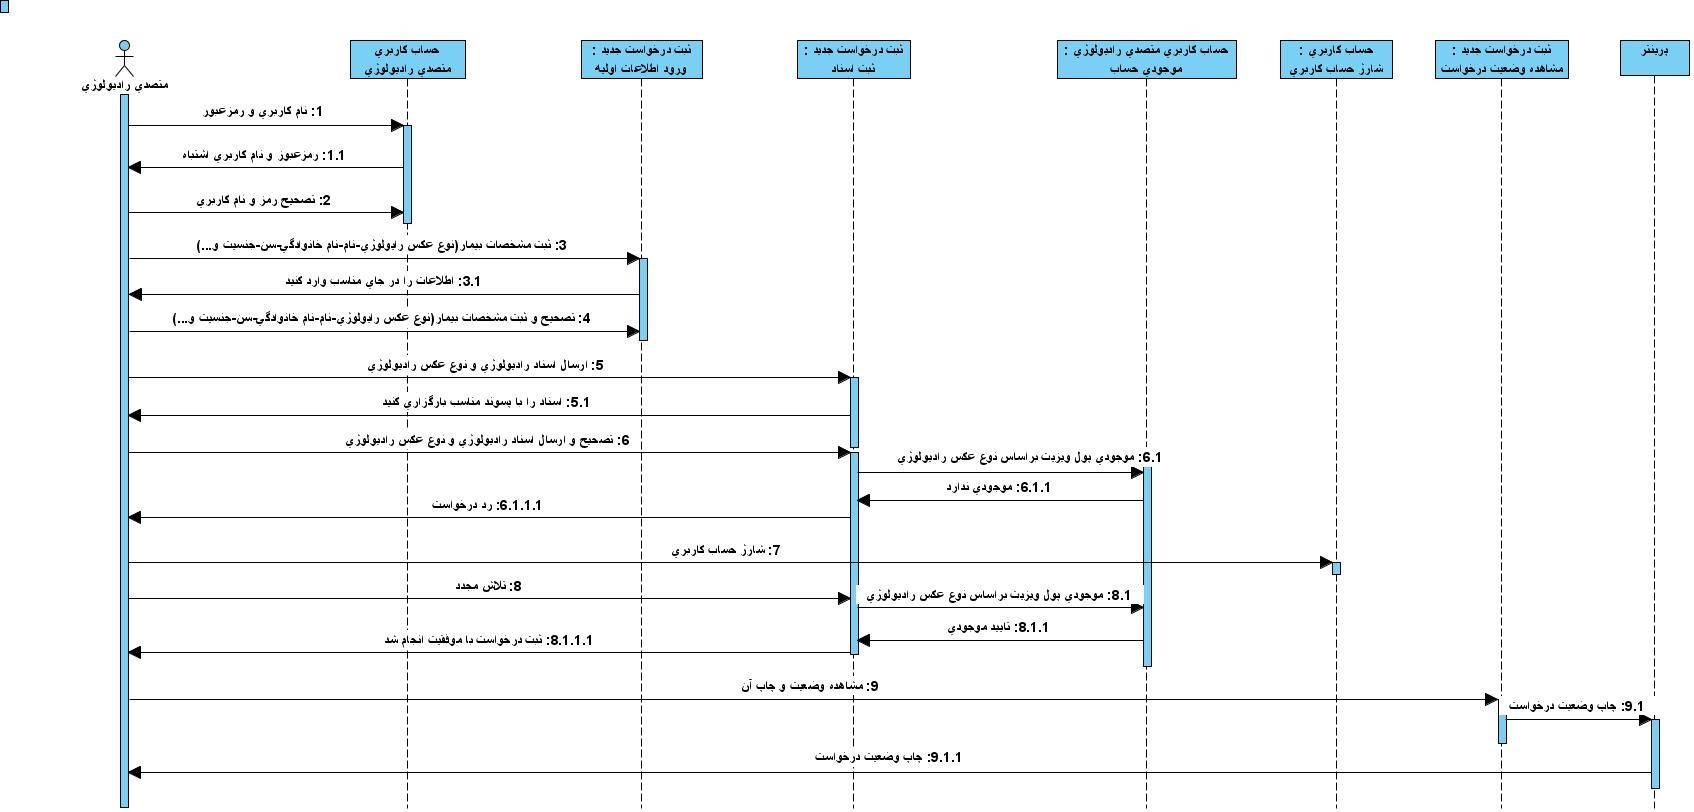 حساب كاربري
متصدي راديولوژي
ثبت درخواست جديد :
ورود اطلاعات اوليه
ثبت درخواست جديد :
ثبت اسناد
حساب كاربري متصدي راديولوژي :
موجودي حساب
حساب كاربري :
شارژ حساب كاربري
ثبت درخواست جديد :
مشاهده وضعيت درخواست
پرينتر
متصدي راديولوژي
1: نام كاربري و رمزعبور
1.1: رمزعبور و نام كاربري اشتباه
2: تصحيح رمز و نام كاربري
3: ثبت مشخصات بيمار(نوع عكس راديولوژي-نام-نام خانوادگي-سن-جنسيت و...)
3.1: اطلاعات را در جاي مناسب وارد كنيد
4: تصحيح و ثبت مشخصات بيمار(نوع عكس راديولوژي-نام-نام خانوادگي-سن-جنسيت و...)
5: ارسال اسناد راديولوژي و نوع عكس راديولوژي
5.1: اسناد را با پسوند مناسب بارگزاري كنيد
6: تصحيح و ارسال اسناد راديولوژي و نوع عكس راديولوژي
6.1: موجودي پول ويزيت براساس نوع عكس راديولوژي
6.1.1: موجودي ندارد
6.1.1.1: رد درخواست
7: شارژ حساب كاربري
8: تلاش مجدد
8.1: موجودي پول ويزيت براساس نوع عكس راديولوژي
8.1.1: تاييد موجودي
8.1.1.1: ثبت درخواست با موفقيت انجام شد
9: مشاهده وضعيت و چاپ آن
9.1: چاپ وضعيت درخواست
9.1.1: چاپ وضعيت درخواست